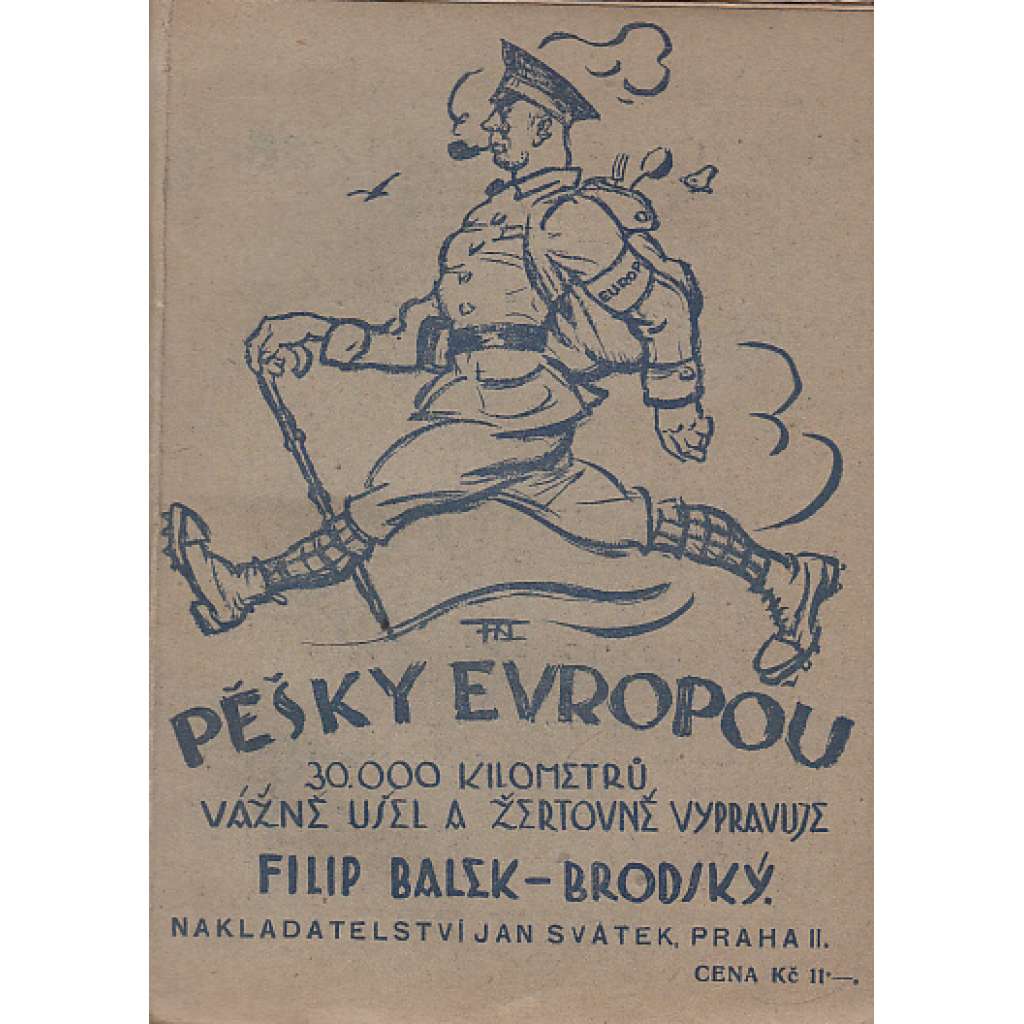 EUROP
PĚŠKY EVROPOU
30.000 KILOMETRŮ
VÁŽNĚ UŠEL A ŽERTOVNĚ VYPRAVUJE
FILIP BALEK-BRODSKÝ.
NAKLADATELSTVÍ JAN SVÁTEK, PRAHA II.
CENA Kč 11·—.